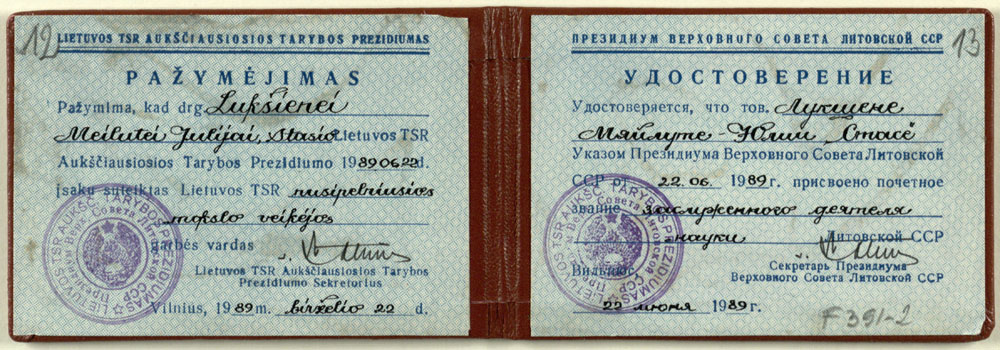 12
LIETUVOS TSR AUKŠČIAUSIOSIOS TARYBOS PREZIDIUMAS
PAŽYMĖJIMAS
Pažymima, kad drg. Lukšienei
Meilutei Julijai, Stasio Lietuvos TSR
Aukščiausiosios Tarybos Prezidiumo 1989 06 22 d.
įsaku suteiktas Lietuvos TSR nusipelniusios
mokslo veikėjos
garbės vardas
Lietuvos TSR Aukščiausiosios Tarybos
Prezidiumo Sekretorius
Vilnius, 1989 m. birželio 22 d.
13
ПРЕЗИДИУМ ВЕРХОВНОГО СОВЕТА ЛИТОВСКОЙ ССР
УДОСТОВЕРЕНИЕ
Удостоверяется, что тов. Лукшене
Мяйлуте-Юлии, Стасё
Указом Президиума Верховного Совета Литовской
ССР 22.06. 1989 г. присвоено почетное
звание заслуженного деятеля
науки Литовской ССР
Секретарь Президиума
Верховного Совета Литовской ССР
Вильнюс
22 июня 1989 г.
F391-2